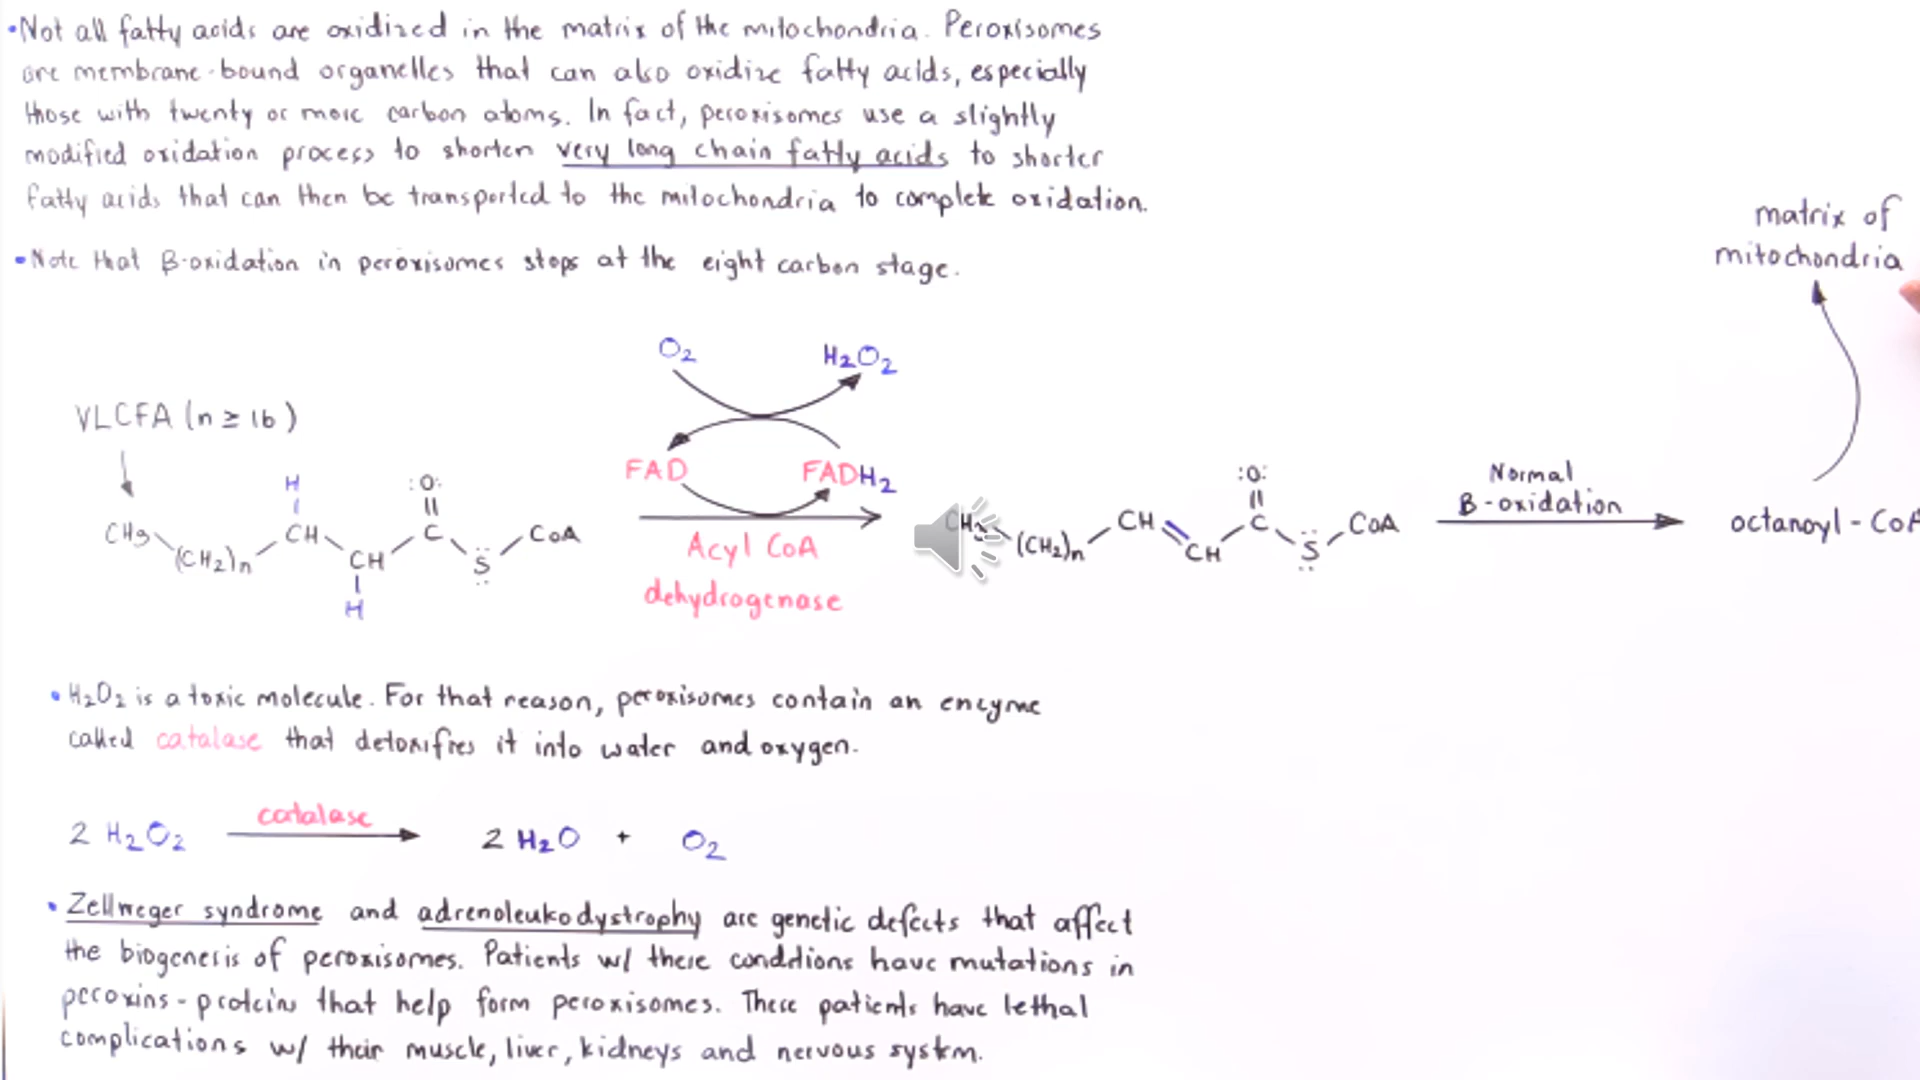 •Not all fatty acids are oxidized in the matrix of the mitochondria. Peroxisomes
are membrane-bound organelles that can also oxidize fatty acids, especially
those with twenty or more carbon atoms. In fact, peroxisomes use a slightly
modified oxidation process to shorten very long chain fatty acids to shorter
fatty acids that can then be transported to the mitochondria to complete oxidation.
•Note that β-oxidation in peroxisomes stops at the eight carbon stage.
matrix of
mitochondria
O2 H2O2
VLCFA (n ≥ 16)
FAD FADH2
H :O: :O:
CH3 (CH2)n CH CH C S CoA
H
Acyl CoA
dehydrogenase
CH3 (CH2)n CH CH C S CoA
Normal
β-oxidation
octanoyl-CoA
•H2O2 is a toxic molecule. For that reason, peroxisomes contain an enzyme
called catalase that detoxifies it into water and oxygen.
catalase
2 H2O2 2 H2O + O2
•Zellweger syndrome and adrenoleukodystrophy are genetic defects that affect
the biogenesis of peroxisomes. Patients w/ these conditions have mutations in
peroxins-proteins that help form peroxisomes. These patients have lethal
complications w/ their muscle, liver, kidneys and nervous system.